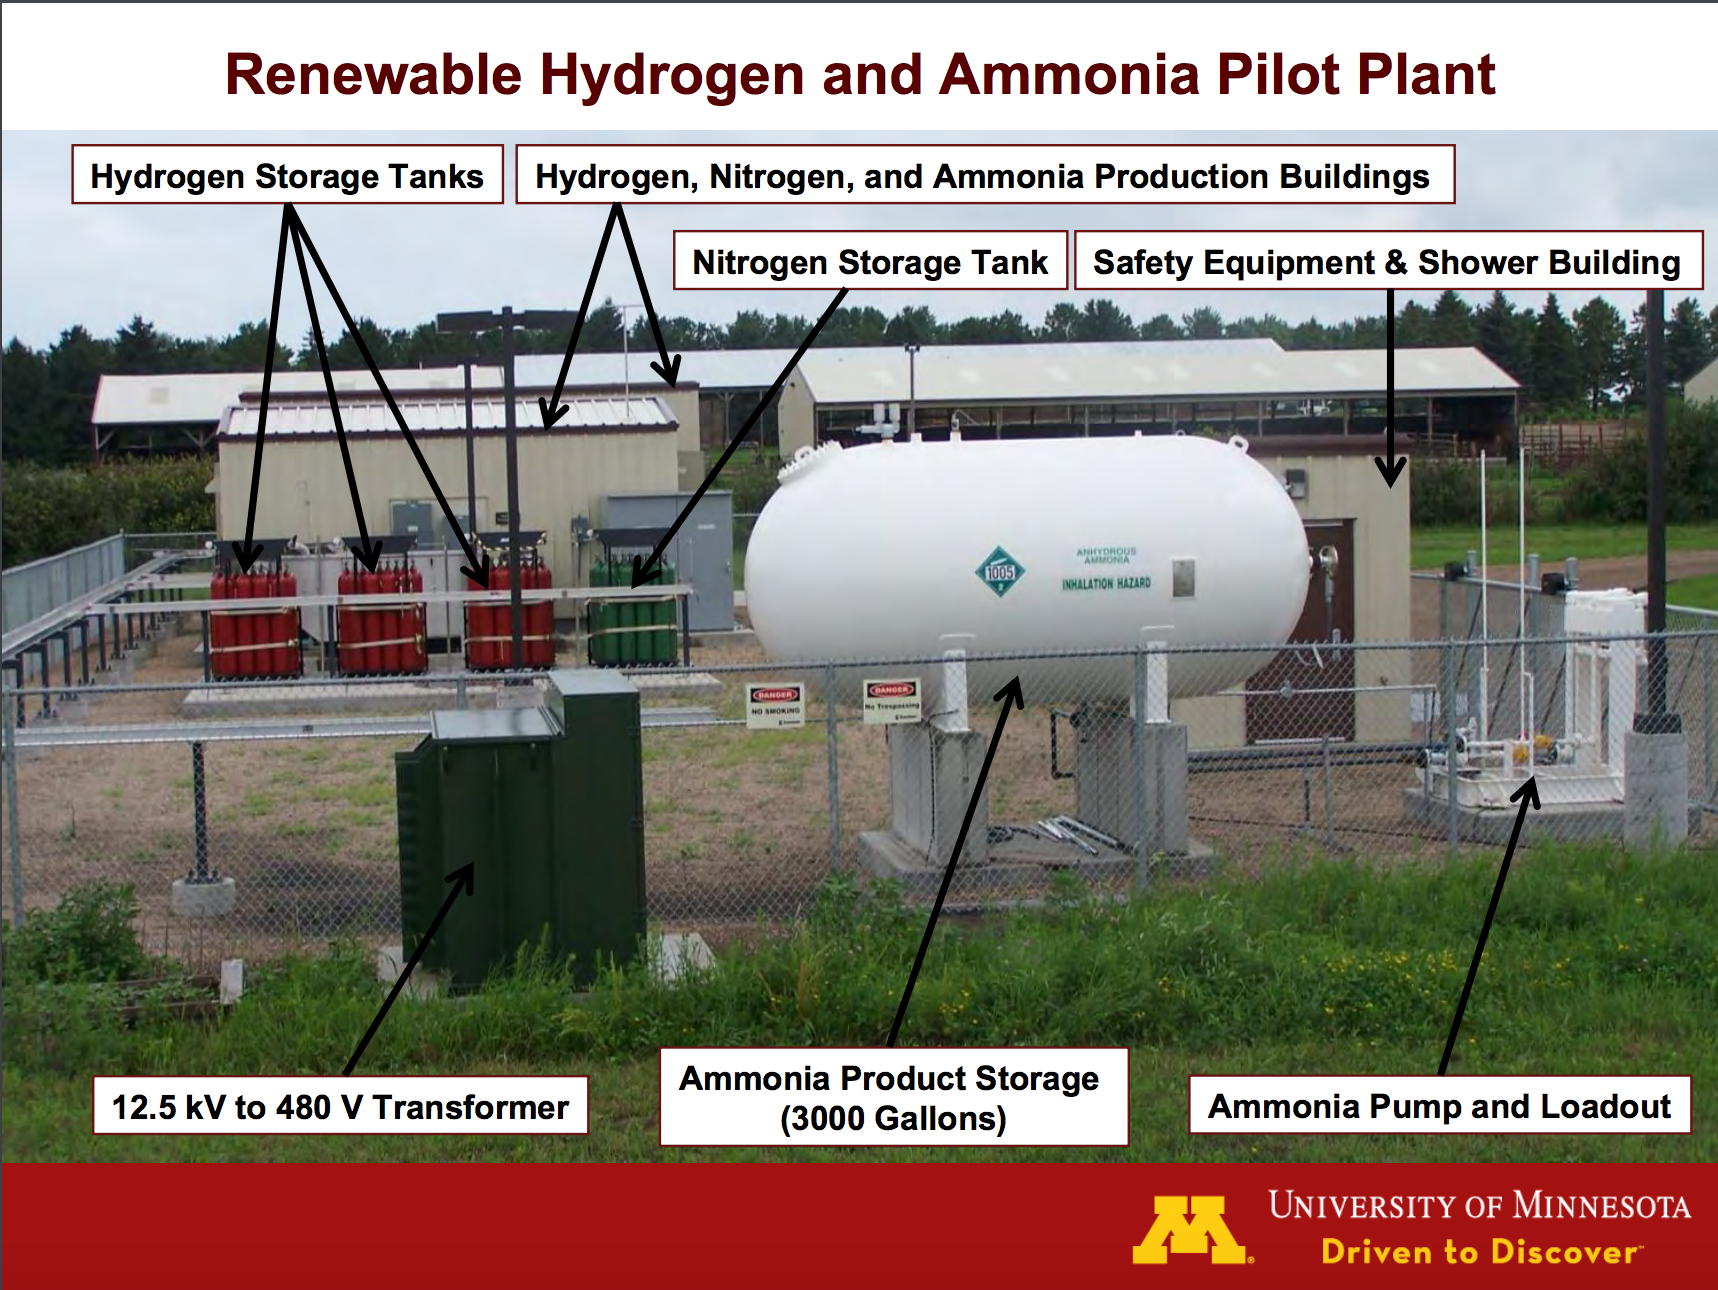 Renewable Hydrogen and Ammonia Pilot Plant
Hydrogen Storage Tanks
Hydrogen, Nitrogen, and Ammonia Production Buildings
Nitrogen Storage Tank
Safety Equipment & Shower Building
1005
2
ANHYDROUS
AMMONIA
INHALATION HAZARD
DANGER
NO SMOKING
DANGER
No Trespassing
12.5 kV to 480 V Transformer
Ammonia Product Storage
(3000 Gallons)
Ammonia Pump and Loadout
M
UNIVERSITY OF MINNESOTA
Driven to Discover™